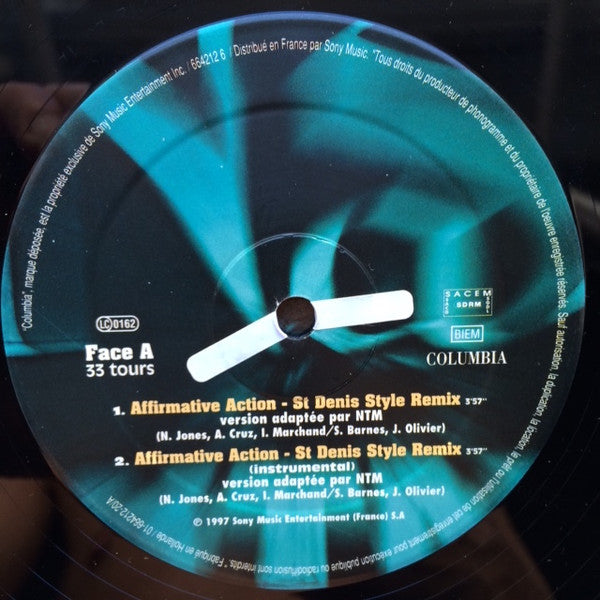 "Columbia", marque déposée, est la propriété exclusive de Sony Music Entertainment Inc. / 664212 6 / Distribué en France par Sony Music. "Tous droits du producteur de phonogramme et du propriétaire de l'oeuvre enregistrée réservés. Sauf autorisation, la duplication, la location, le prêt ou l'utilisation de cet enregistrement pour exécution publique ou radiodiffusion sont interdits". Fabriqué en Hollande / 01-664212-20 A
LC 0162
Face A
33 tours
SACEM
SDRM
BIEM
COLUMBIA
1. Affirmative Action - St Denis Style Remix 3'57''
version adaptée par NTM
(N. Jones, A. Cruz, I. Marchand/S. Barnes, J. Olivier)
2. Affirmative Action - St Denis Style Remix 3'57''
(instrumental)
version adaptée par NTM
(N. Jones, A. Cruz, I. Marchand/S. Barnes, J. Olivier)
℗ © 1997 Sony Music Entertainment (France) S.A